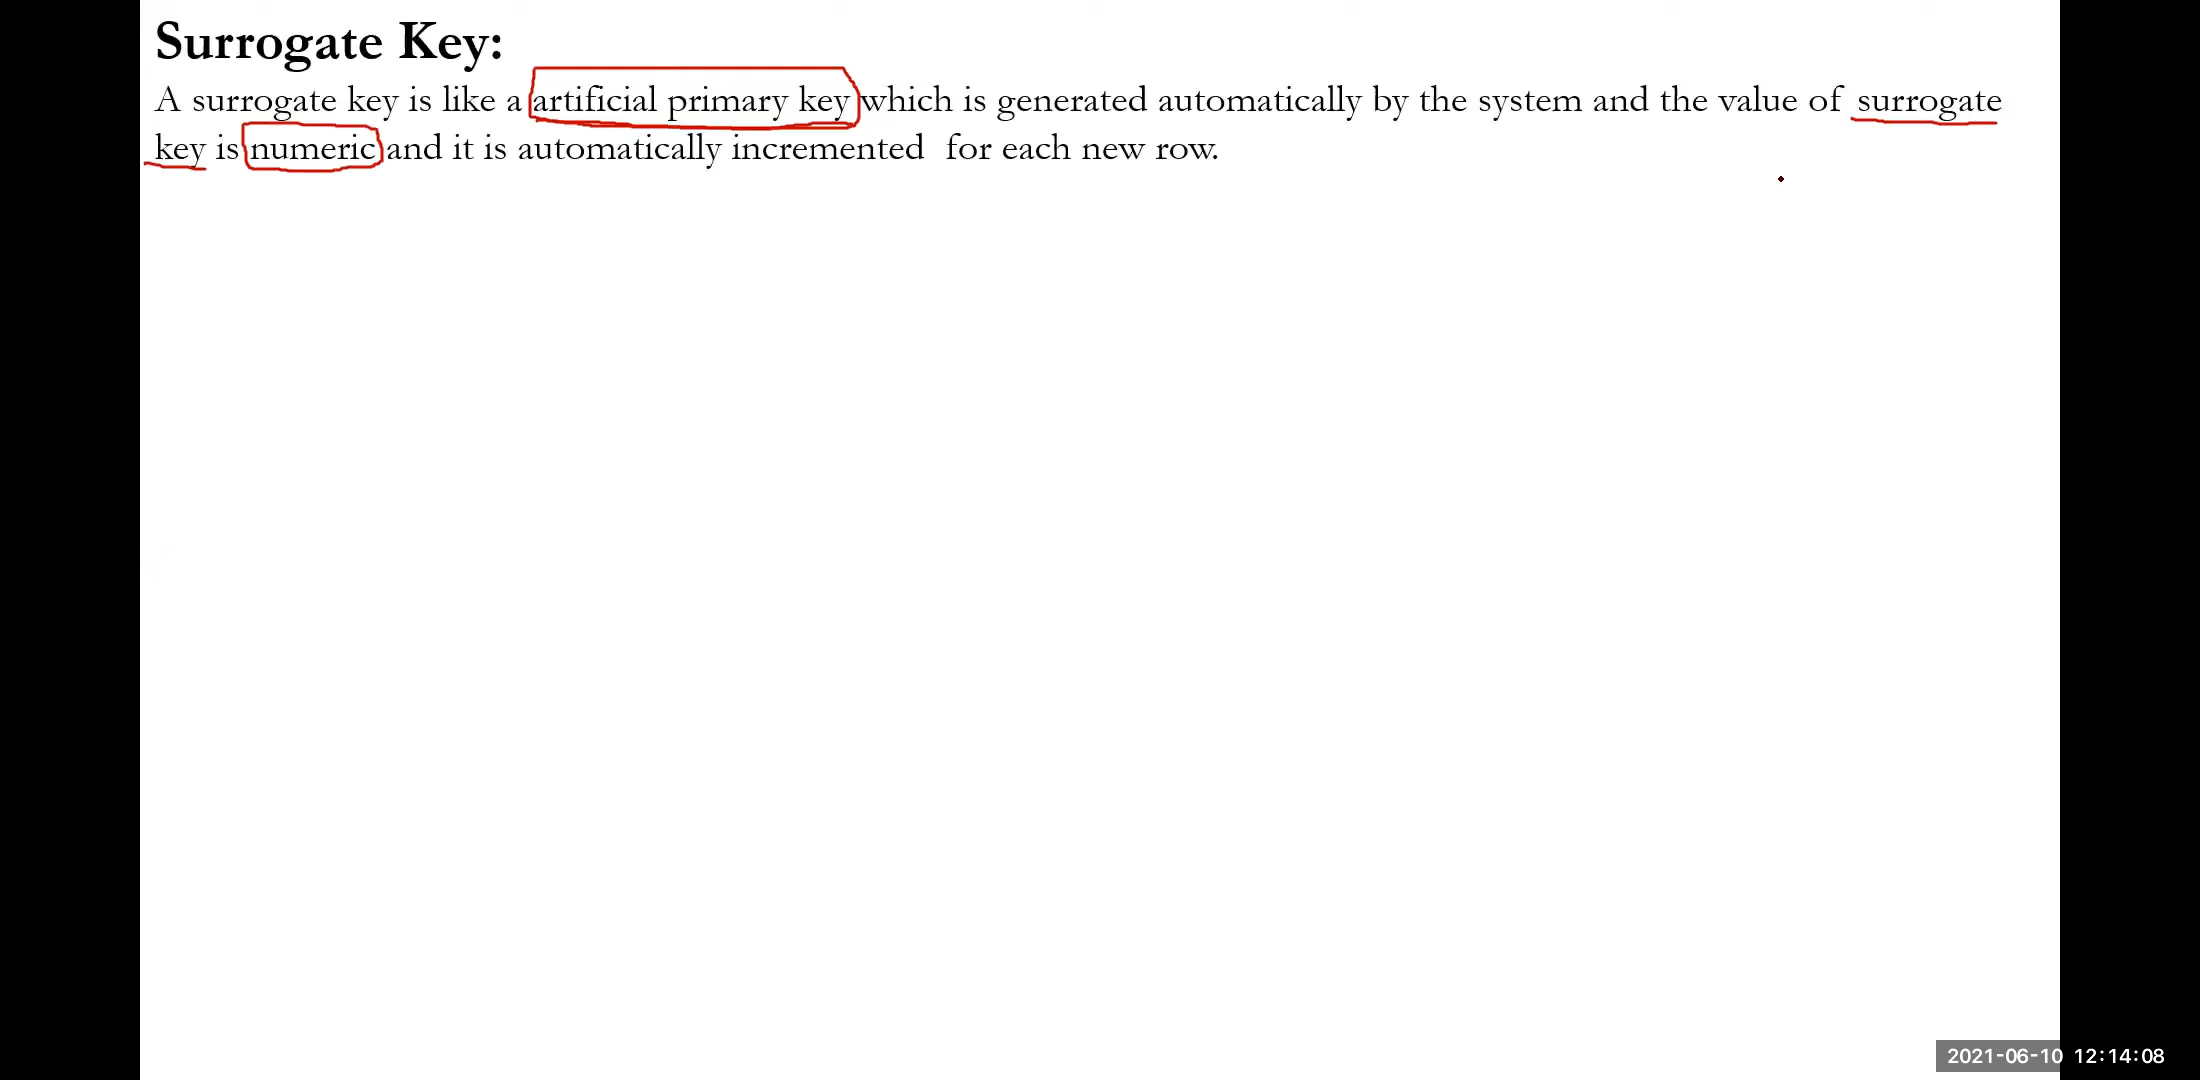 Surrogate Key:
A surrogate key is like a artificial primary key which is generated automatically by the system and the value of surrogate
key is numeric and it is automatically incremented  for each new row.
2021-06-10 12:14:08